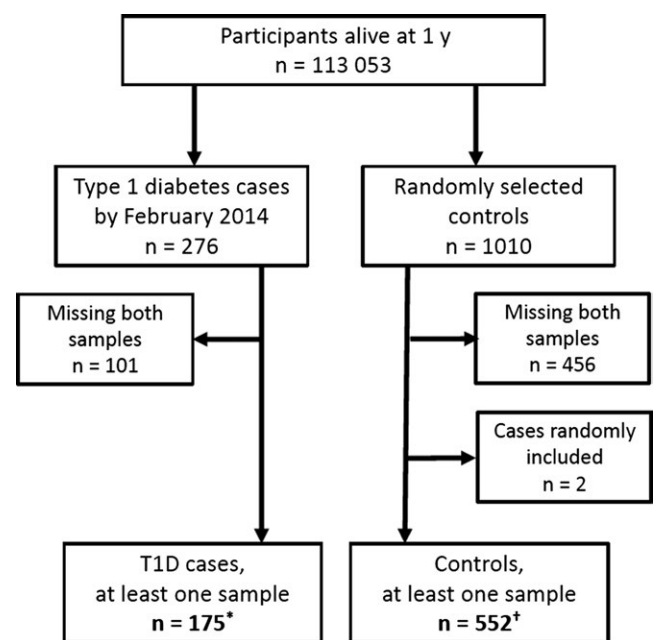 Participants alive at 1 y
n = 113 053
Type 1 diabetes cases
by February 2014
n = 276
Randomly selected
controls
n = 1010
Missing both
samples
n = 101
Missing both
samples
n = 456
Cases randomly
included
n = 2
T1D cases,
at least one sample
n = 175*
Controls,
at least one sample
n = 552†